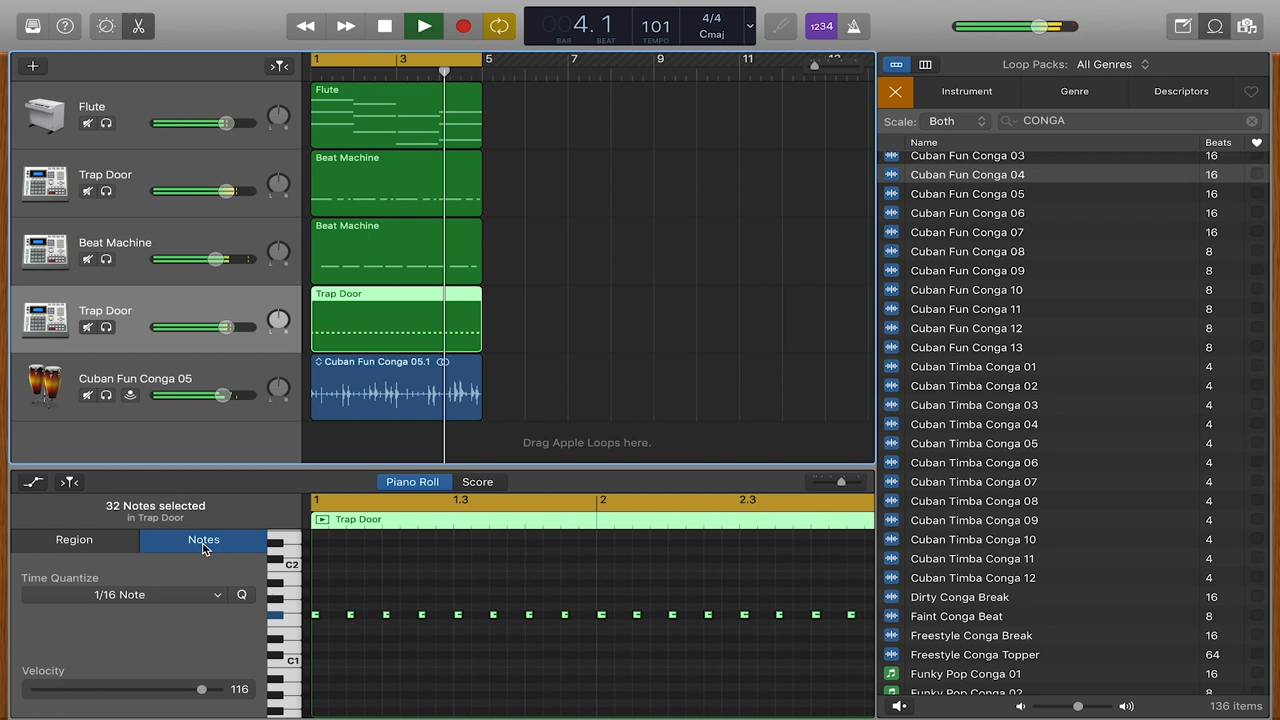 004.1
BAR
BEAT
101
TEMPO
4/4
Cmaj
1234
1
3
5
7
9
11
Loop Packs: All Genres
Instrument
Genre
Descriptors
Scale: Both
CONGA
Name
Beats
Flute
L R
Flute
Trap Door
L R
Beat Machine
Beat Machine
L R
Beat Machine
Trap Door
L R
Trap Door
Cuban Fun Conga 05
L R
Cuban Fun Conga 05.1
Drag Apple Loops here.
Cuban Fun Conga 03 16
Cuban Fun Conga 04 16
Cuban Fun Conga 05 16
Cuban Fun Conga 06 16
Cuban Fun Conga 07 16
Cuban Fun Conga 08 8
Cuban Fun Conga 09 8
Cuban Fun Conga 10 8
Cuban Fun Conga 11 8
Cuban Fun Conga 12 8
Cuban Fun Conga 13 8
Cuban Timba Conga 01 4
Cuban Timba Conga 02 4
Cuban Timba Conga 03 4
Cuban Timba Conga 04 4
Cuban Timba Conga 05 4
Cuban Timba Conga 06 4
Cuban Timba Conga 07 4
Cuban Timba Conga 08 4
Cuban Timba Conga 09 4
Cuban Timba Conga 10 4
Cuban Timba Conga 11 4
Cuban Timba Conga 12 4
Dirty Conga Break 16
Faint Conga Beat 8
Freestyle Conga Break 16
Freestyle Conga Topper 64
Funky Pop Conga 01 16
Funky Pop Conga 02 8
136 items
Piano Roll
Score
32 Notes selected
in Trap Door
1
1.3
2
2.3
Trap Door
Region
Notes
Time Quantize
1/16 Note
Q
Velocity
116
C2
C1